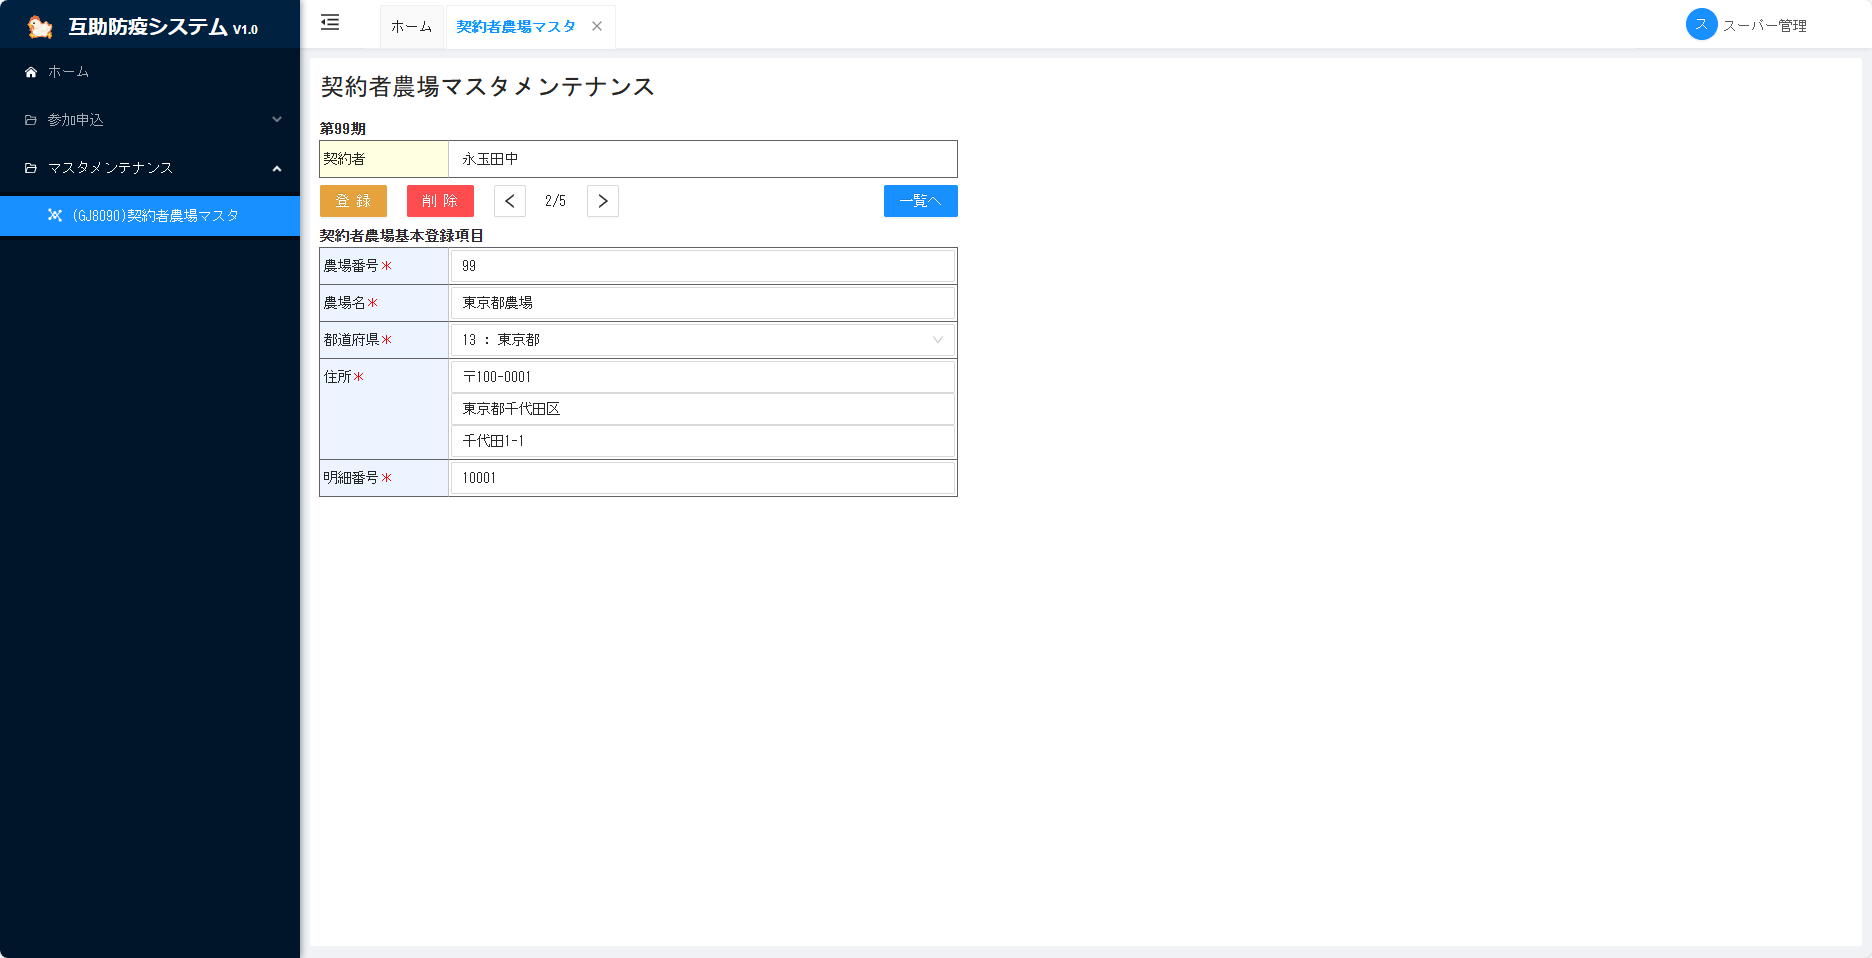 互助防疫システム V1.0
ホーム
参加申込
マスタメンテナンス
(GJ8090)契約者農場マスタ
ホーム
契約者農場マスタ
ス スーパー管理
契約者農場マスタメンテナンス
第99期
契約者 永玉田中
登 録 削 除 2/5 一覧へ
契約者農場基本登録項目
農場番号* 99
農場名* 東京都農場
都道府県* 13 : 東京都
住所* 〒100-0001
東京都千代田区
千代田1-1
明細番号* 10001